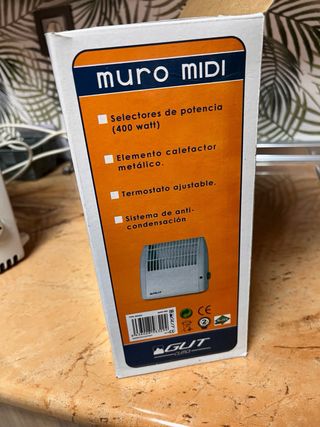 muro MIDI
Selectores de potencia
(400 watt)
Elemento calefactor
metálico.
Termostato ajustable.
Sistema de anti-
condensación
GUT